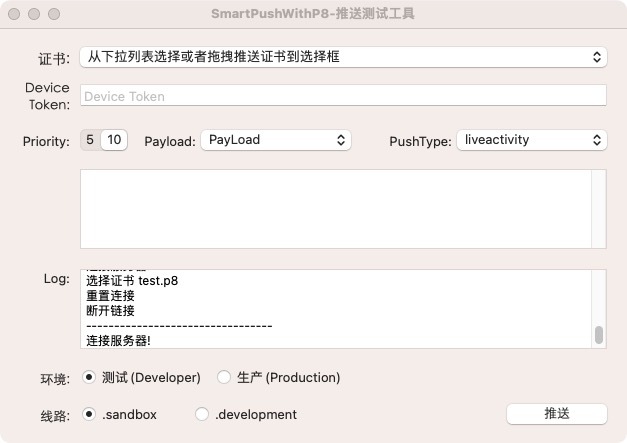 SmartPushWithP8-推送测试工具
证书: 从下拉列表选择或者拖拽推送证书到选择框
Device
Token: Device Token
Priority: 5 10 Payload: PayLoad PushType: liveactivity
Log:
选择证书 test.p8
重置连接
断开链接
---------------------------------
连接服务器!
环境: 测试 (Developer) 生产 (Production)
线路: .sandbox .development 推送